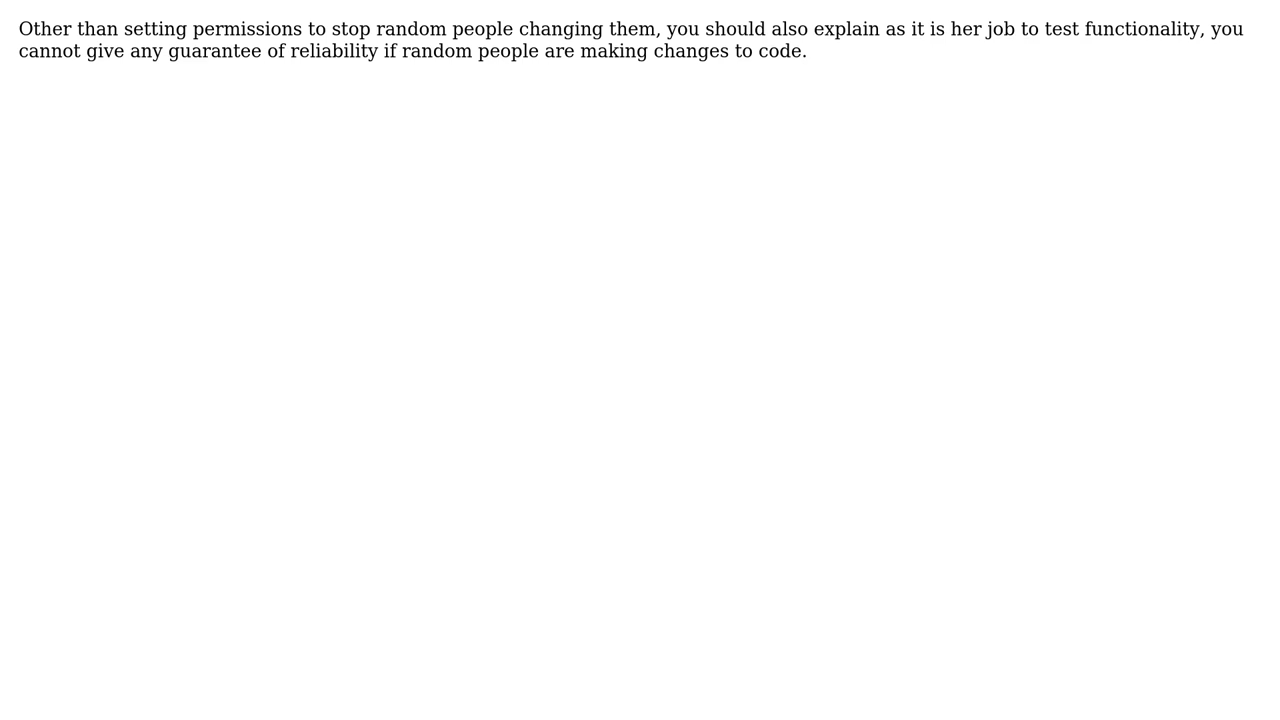 Other than setting permissions to stop random people changing them, you should also explain as it is her job to test functionality, you
cannot give any guarantee of reliability if random people are making changes to code.